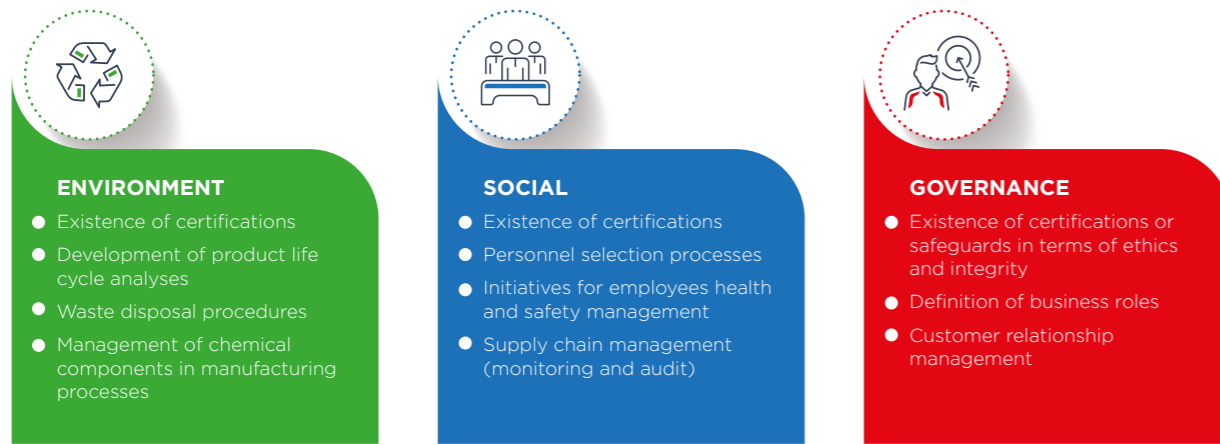 ENVIRONMENT
Existence of certifications
Development of product life
cycle analyses
Waste disposal procedures
Management of chemical
components in manufacturing
processes
SOCIAL
Existence of certifications
Personnel selection processes
Initiatives for employees health
and safety management
Supply chain management
(monitoring and audit)
GOVERNANCE
Existence of certifications or
safeguards in terms of ethics
and integrity
Definition of business roles
Customer relationship
management